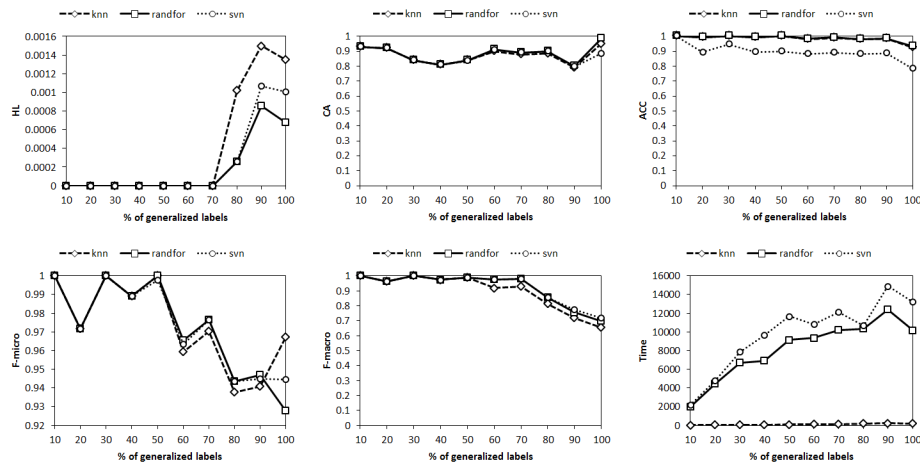 knn randfor svn
0.0016
0.0014
0.0012
0.001
0.0008
0.0006
0.0004
0.0002
0
HL
10 20 30 40 50 60 70 80 90 100
% of generalized labels
knn randfor svn
1
0.9
0.8
0.7
0.6
0.5
0.4
0.3
0.2
0.1
0
CA
10 20 30 40 50 60 70 80 90 100
% of generalized labels
knn randfor svn
1
0.9
0.8
0.7
0.6
0.5
0.4
0.3
0.2
0.1
0
ACC
10 20 30 40 50 60 70 80 90 100
% of generalized labels
knn randfor svn
1
0.99
0.98
0.97
0.96
0.95
0.94
0.93
0.92
F-micro
10 20 30 40 50 60 70 80 90 100
% of generalized labels
knn randfor svn
1
0.9
0.8
0.7
0.6
0.5
0.4
0.3
0.2
0.1
0
F-macro
10 20 30 40 50 60 70 80 90 100
% of generalized labels
knn randfor svn
16000
14000
12000
10000
8000
6000
4000
2000
0
Time
10 20 30 40 50 60 70 80 90 100
% of generalized labels